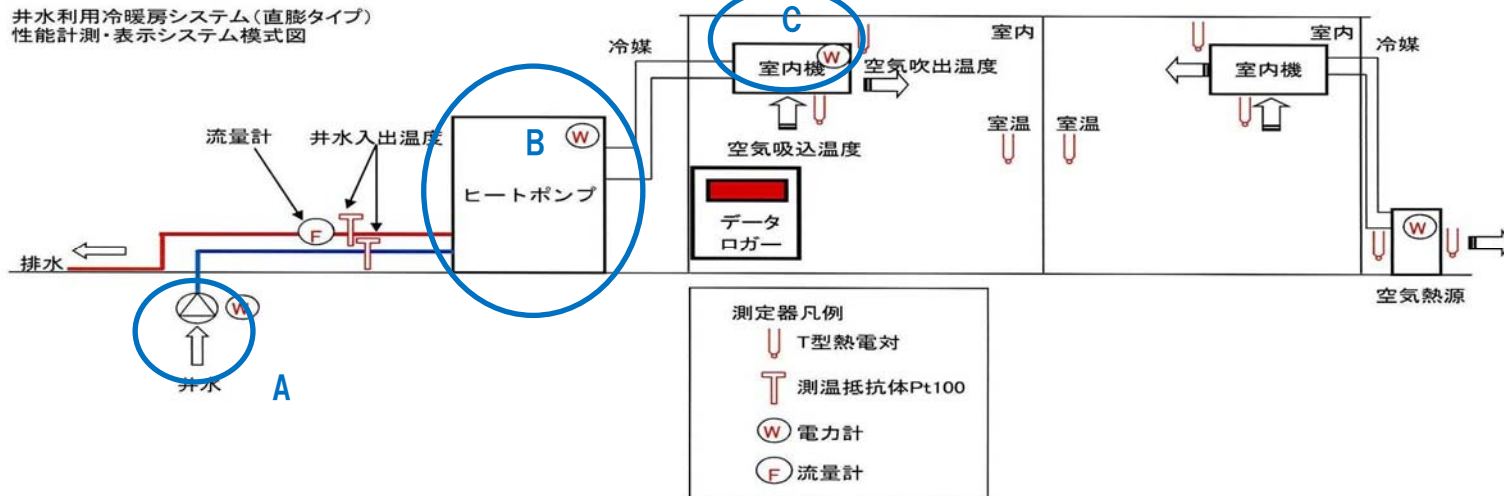 井水利用冷暖房システム(直膨タイプ)
性能計測・表示システム模式図
C
冷媒
室内機
W
空気吹出温度
室内
室内
冷媒
室内機
流量計
井水入出温度
B
W
ヒートポンプ
空気吸込温度
室温
室温
データ
ロガー
F
W
排水
空気熱源
W
井水
A
測定器凡例
T型熱電対
測温抵抗体Pt100
W 電力計
F 流量計